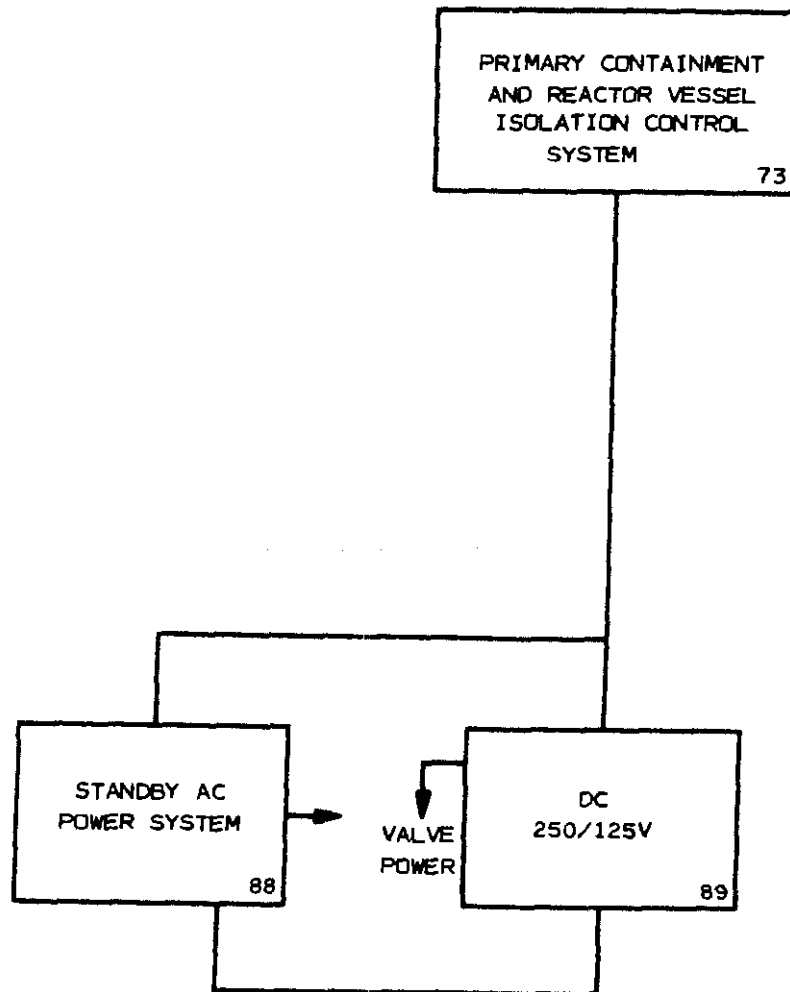 PRIMARY CONTAINMENT
AND REACTOR VESSEL
ISOLATION CONTROL
SYSTEM
73
STANDBY AC
POWER SYSTEM
88
VALVE
POWER
DC
250/125V
89